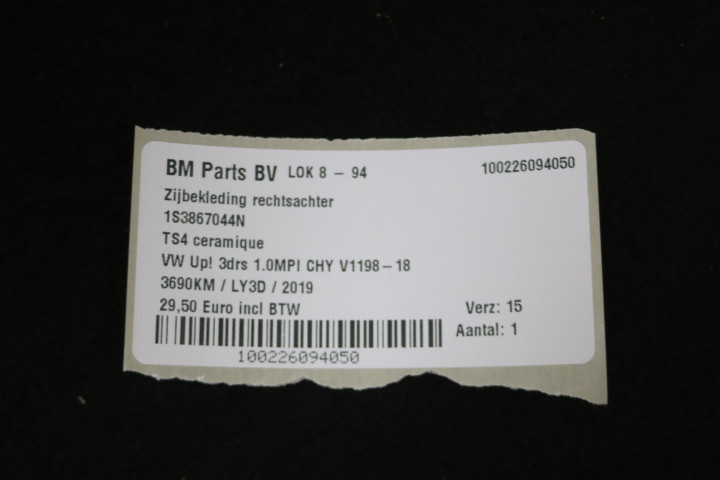 BM Parts BV LOK 8 - 94 100226094050
Zijbekleding rechtsachter
1S3867044N
TS4 ceramique
VW Up! 3drs 1.0MPI CHY V1198-18
3690KM / LY3D / 2019
29,50 Euro incl BTW Verz: 15
Aantal: 1
100226094050